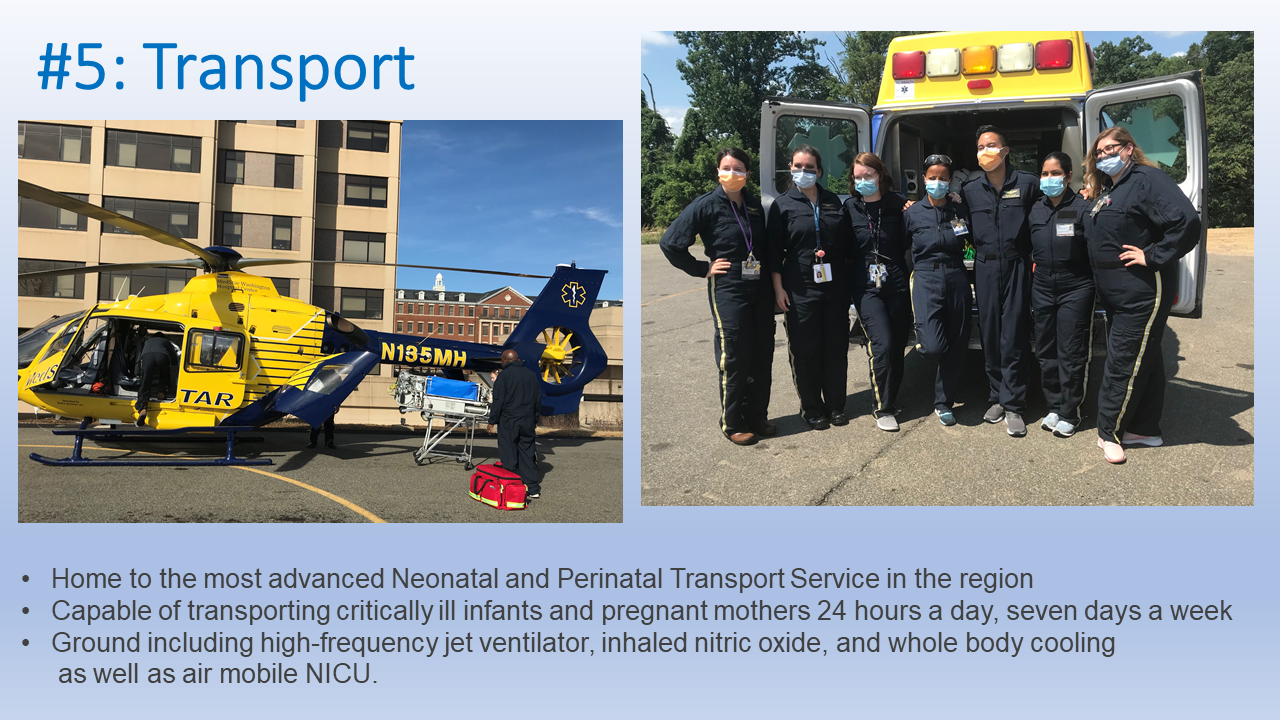 #5: Transport
Washington
N135MH
TAR
• Home to the most advanced Neonatal and Perinatal Transport Service in the region
• Capable of transporting critically ill infants and pregnant mothers 24 hours a day, seven days a week
• Ground including high-frequency jet ventilator, inhaled nitric oxide, and whole body cooling
as well as air mobile NICU.